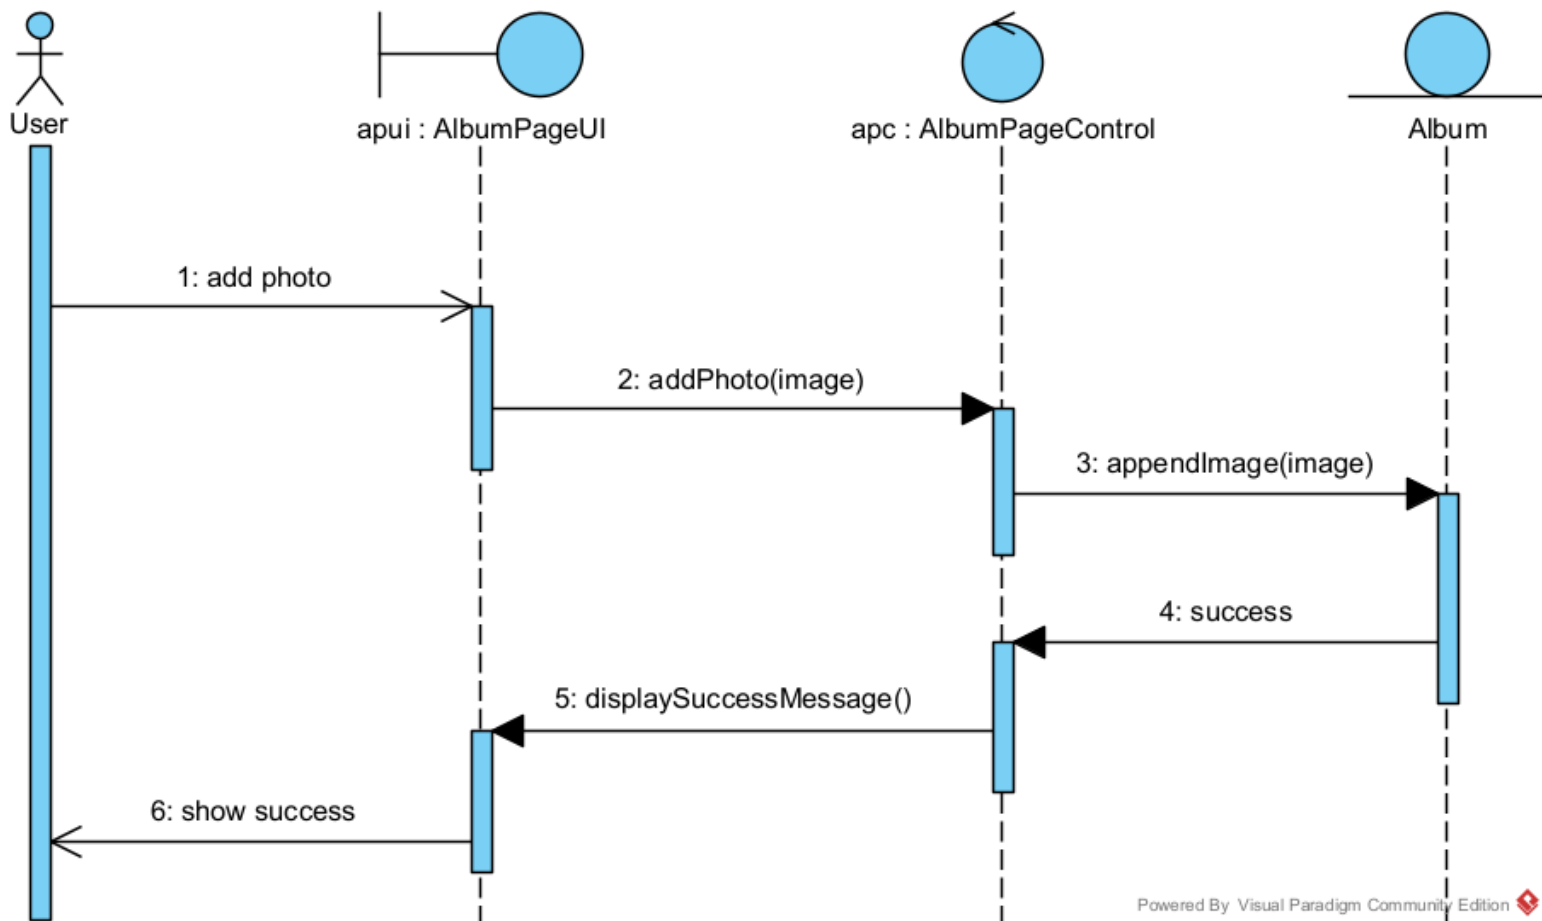 User
apui : AlbumPageUI
apc : AlbumPageControl
Album
1: add photo
2: addPhoto(image)
3: appendImage(image)
4: success
5: displaySuccessMessage()
6: show success
Powered By Visual Paradigm Community Edition